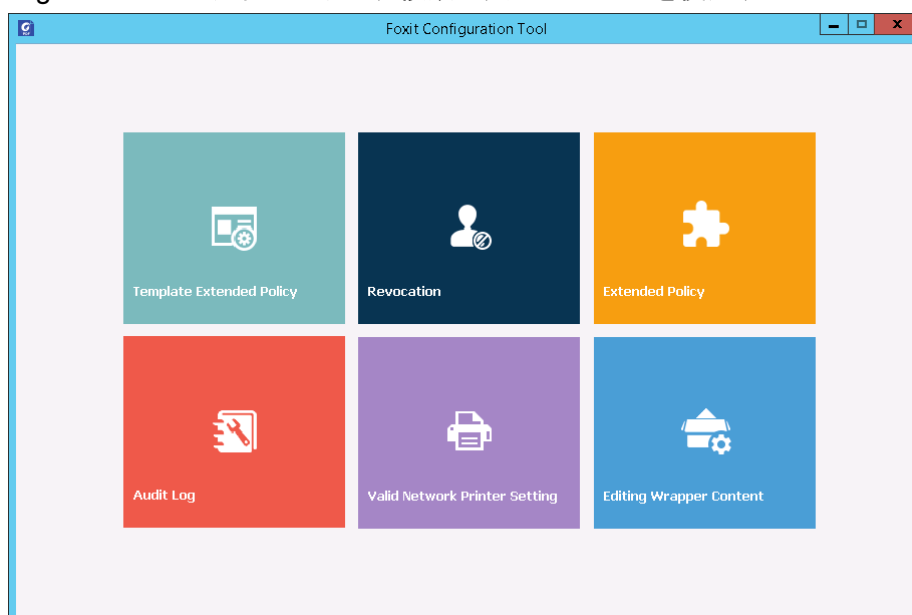 Foxit Configuration Tool
Template Extended Policy
Revocation
Extended Policy
Audit Log
Valid Network Printer Setting
Editing Wrapper Content